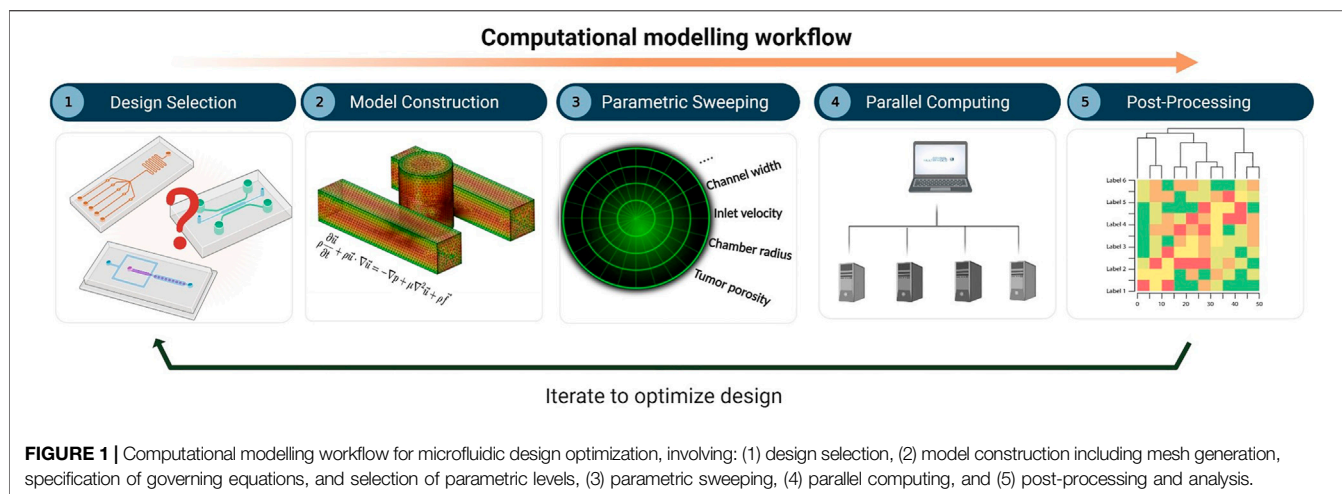 Computational modelling workflow
1 Design Selection
2 Model Construction
3 Parametric Sweeping
4 Parallel Computing
5 Post-Processing
?
ρ∂u⃗/∂t + ρu⃗ · ∇u⃗ = −∇p + μ∇²u⃗ + ρf⃗
....
Channel width
Inlet velocity
Chamber radius
Tumor porosity
Label 6
Label 5
Label 4
Label 3
Label 2
Label 1
0 10 20 30 40 50
Iterate to optimize design
FIGURE 1 | Computational modelling workflow for microfluidic design optimization, involving: (1) design selection, (2) model construction including mesh generation,
specification of governing equations, and selection of parametric levels, (3) parametric sweeping, (4) parallel computing, and (5) post-processing and analysis.